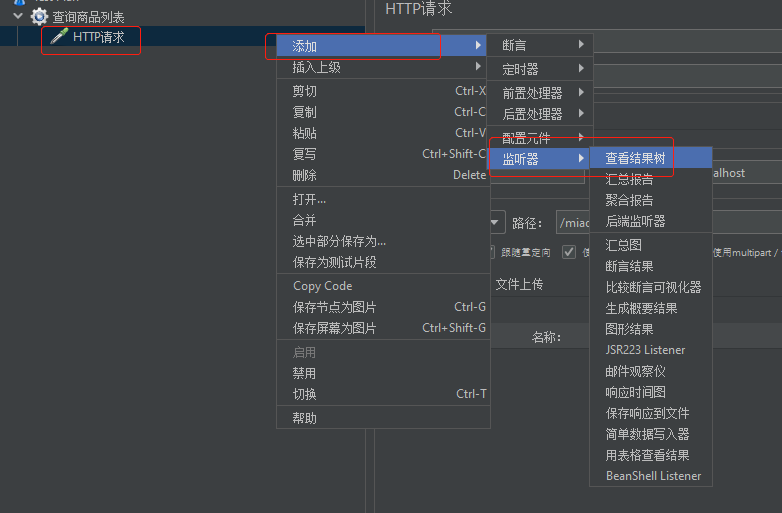 查询商品列表
HTTP请求
HTTP请求
添加
插入上级
剪切 Ctrl-X
复制 Ctrl-C
粘贴 Ctrl-V
复写 Ctrl+Shift-C
删除 Delete
打开...
合并
选中部分保存为...
保存为测试片段
Copy Code
保存节点为图片 Ctrl-G
保存屏幕为图片 Ctrl+Shift-G
启用
禁用
切换 Ctrl-T
帮助
断言
定时器
前置处理器
后置处理器
配置元件
监听器
查看结果树
汇总报告
聚合报告
后端监听器
汇总图
断言结果
比较断言可视化器
生成概要结果
图形结果
JSR223 Listener
邮件观察仪
响应时间图
保存响应到文件
简单数据写入器
用表格查看结果
BeanShell Listener
alhost
路径: /miao
跟随重定向
使用multipart /
文件上传
名称: